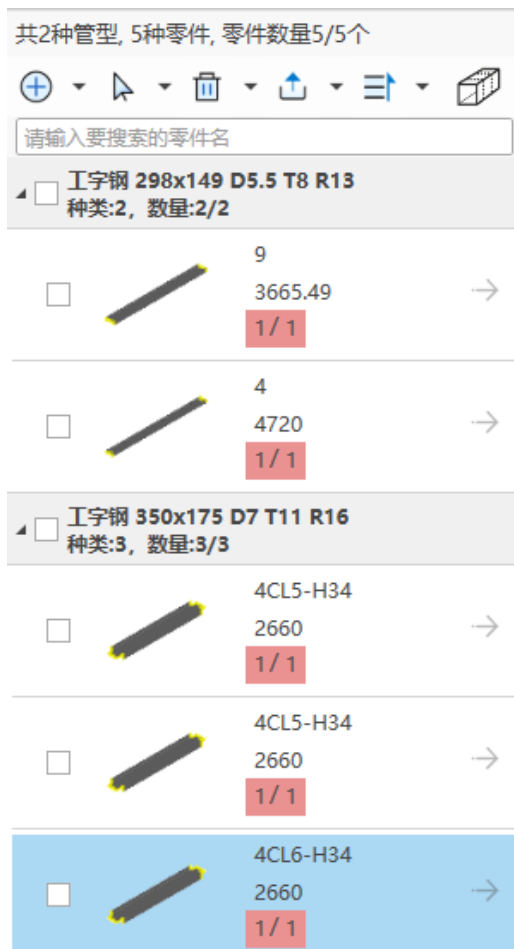 共2种管型, 5种零件, 零件数量5/5个
请输入要搜索的零件名
工字钢 298x149 D5.5 T8 R13
种类:2, 数量:2/2
9
3665.49
1/ 1
4
4720
1/ 1
工字钢 350x175 D7 T11 R16
种类:3, 数量:3/3
4CL5-H34
2660
1/ 1
4CL5-H34
2660
1/ 1
4CL6-H34
2660
1/ 1